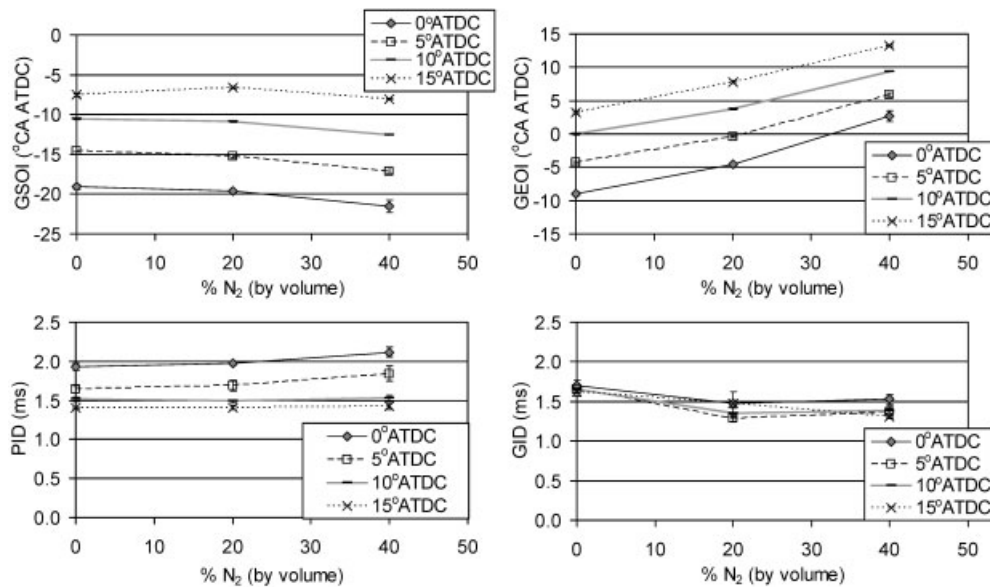 GSOI (°CA ATDC)
0
-5
-10
-15
-20
-25
0 10 20 30 40 50
% N₂ (by volume)
0°ATDC
5°ATDC
10°ATDC
15°ATDC
GEOI (°CA ATDC)
15
10
5
0
-5
-10
-15
0 10 20 30 40 50
% N₂ (by volume)
0°ATDC
5°ATDC
10°ATDC
15°ATDC
PID (ms)
2.5
2.0
1.5
1.0
0.5
0.0
0 10 20 30 40 50
% N₂ (by volume)
0°ATDC
5°ATDC
10°ATDC
15°ATDC
GID (ms)
2.5
2.0
1.5
1.0
0.5
0.0
0 10 20 30 40 50
% N₂ (by volume)
0°ATDC
5°ATDC
10°ATDC
15°ATDC